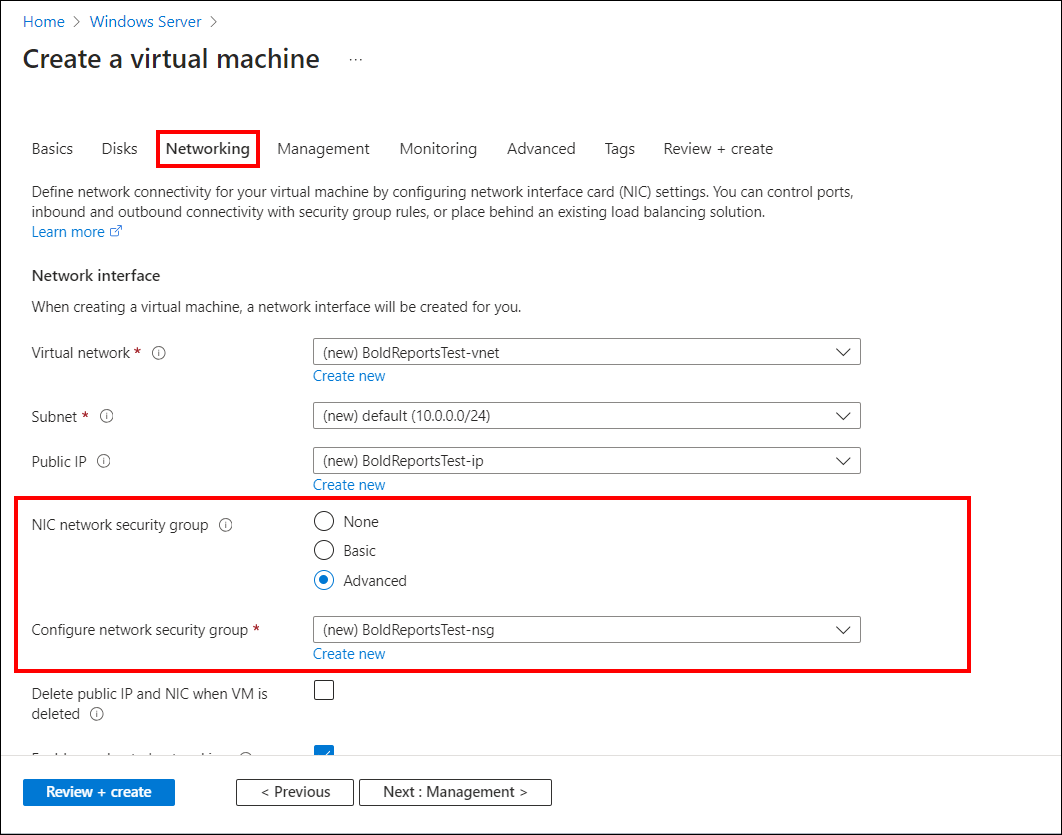 Home > Windows Server >
Create a virtual machine ...
Basics Disks Networking Management Monitoring Advanced Tags Review + create
Define network connectivity for your virtual machine by configuring network interface card (NIC) settings. You can control ports,
inbound and outbound connectivity with security group rules, or place behind an existing load balancing solution.
Learn more
Network interface
When creating a virtual machine, a network interface will be created for you.
Virtual network * (new) BoldReportsTest-vnet
Create new
Subnet * (new) default (10.0.0.0/24)
Public IP (new) BoldReportsTest-ip
Create new
NIC network security group None
Basic
Advanced
Configure network security group * (new) BoldReportsTest-nsg
Create new
Delete public IP and NIC when VM is
deleted
Review + create < Previous Next : Management >